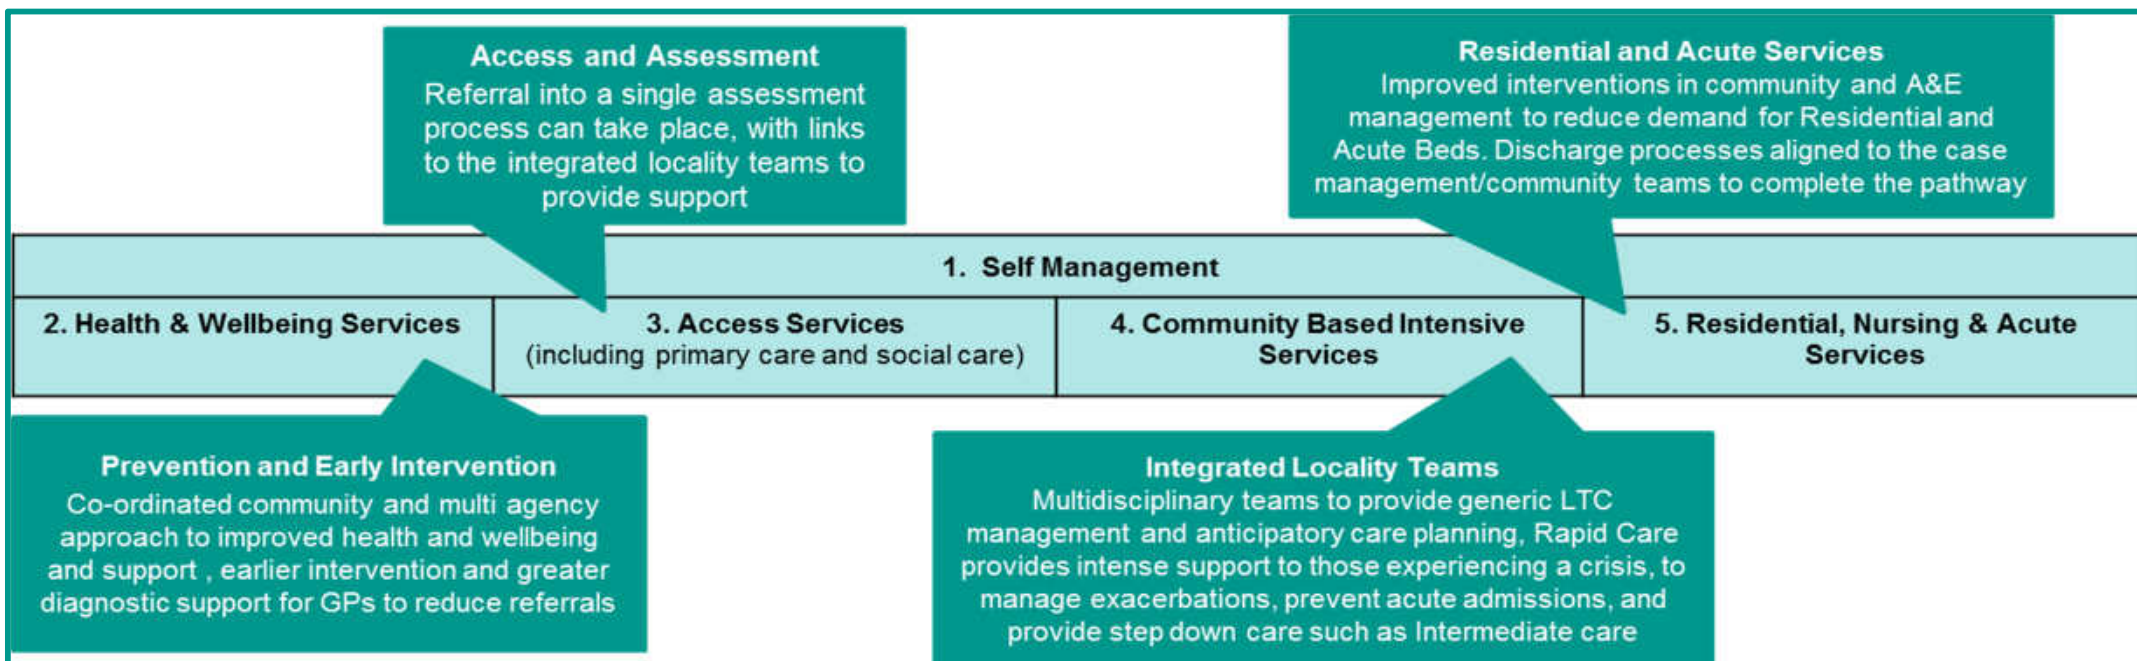 Access and Assessment
Referral into a single assessment
process can take place, with links
to the integrated locality teams to
provide support
Residential and Acute Services
Improved interventions in community and A&E
management to reduce demand for Residential and
Acute Beds. Discharge processes aligned to the case
management/community teams to complete the pathway
1. Self Management
2. Health & Wellbeing Services
3. Access Services
(including primary care and social care)
4. Community Based Intensive
Services
5. Residential, Nursing & Acute
Services
Prevention and Early Intervention
Co-ordinated community and multi agency
approach to improved health and wellbeing
and support , earlier intervention and greater
diagnostic support for GPs to reduce referrals
Integrated Locality Teams
Multidisciplinary teams to provide generic LTC
management and anticipatory care planning, Rapid Care
provides intense support to those experiencing a crisis, to
manage exacerbations, prevent acute admissions, and
provide step down care such as Intermediate care